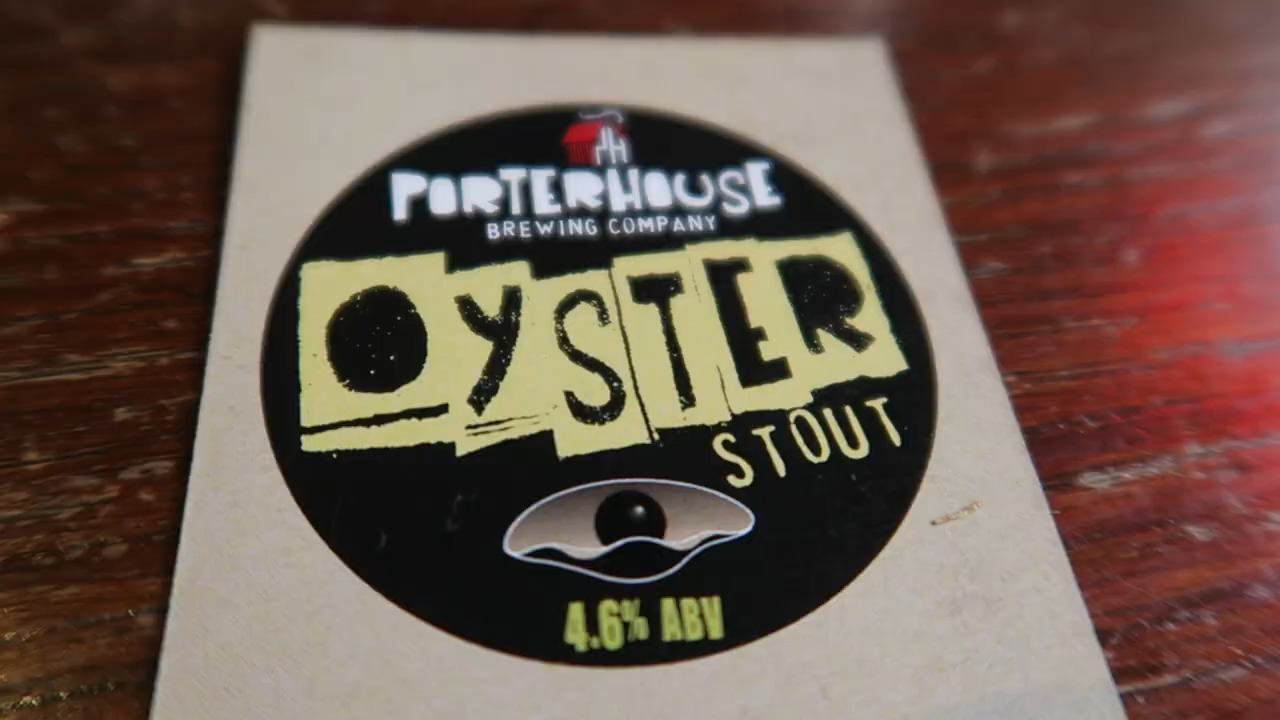 PH
PORTERHOUSE
BREWING COMPANY
OYSTER
STOUT
4.6% ABV